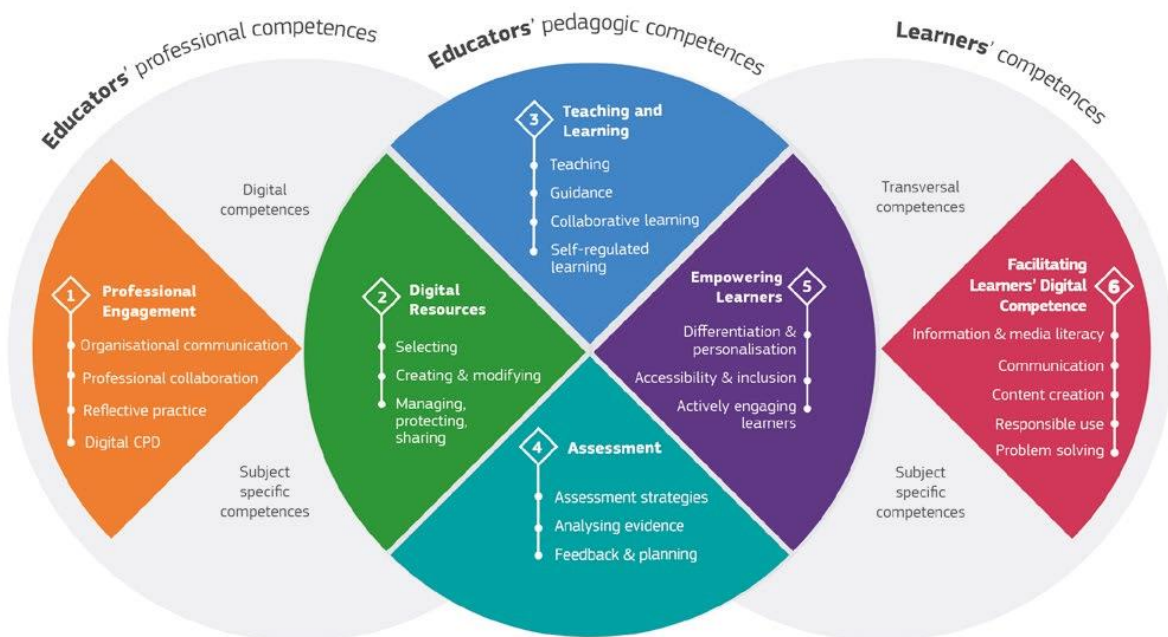 Educators' professional competences
Educators' pedagogic competences
Learners' competences
Digital
competences
Subject
specific
competences
1
Professional
Engagement
Organisational communication
Professional collaboration
Reflective practice
Digital CPD
2
Digital
Resources
Selecting
Creating & modifying
Managing,
protecting,
sharing
3
Teaching and
Learning
Teaching
Guidance
Collaborative learning
Self-regulated
learning
4
Assessment
Assessment strategies
Analysing evidence
Feedback & planning
Empowering
Learners
5
Differentiation &
personalisation
Accessibility & inclusion
Actively engaging
learners
Transversal
competences
Subject
specific
competences
Facilitating
Learners' Digital
Competence
6
Information & media literacy
Communication
Content creation
Responsible use
Problem solving